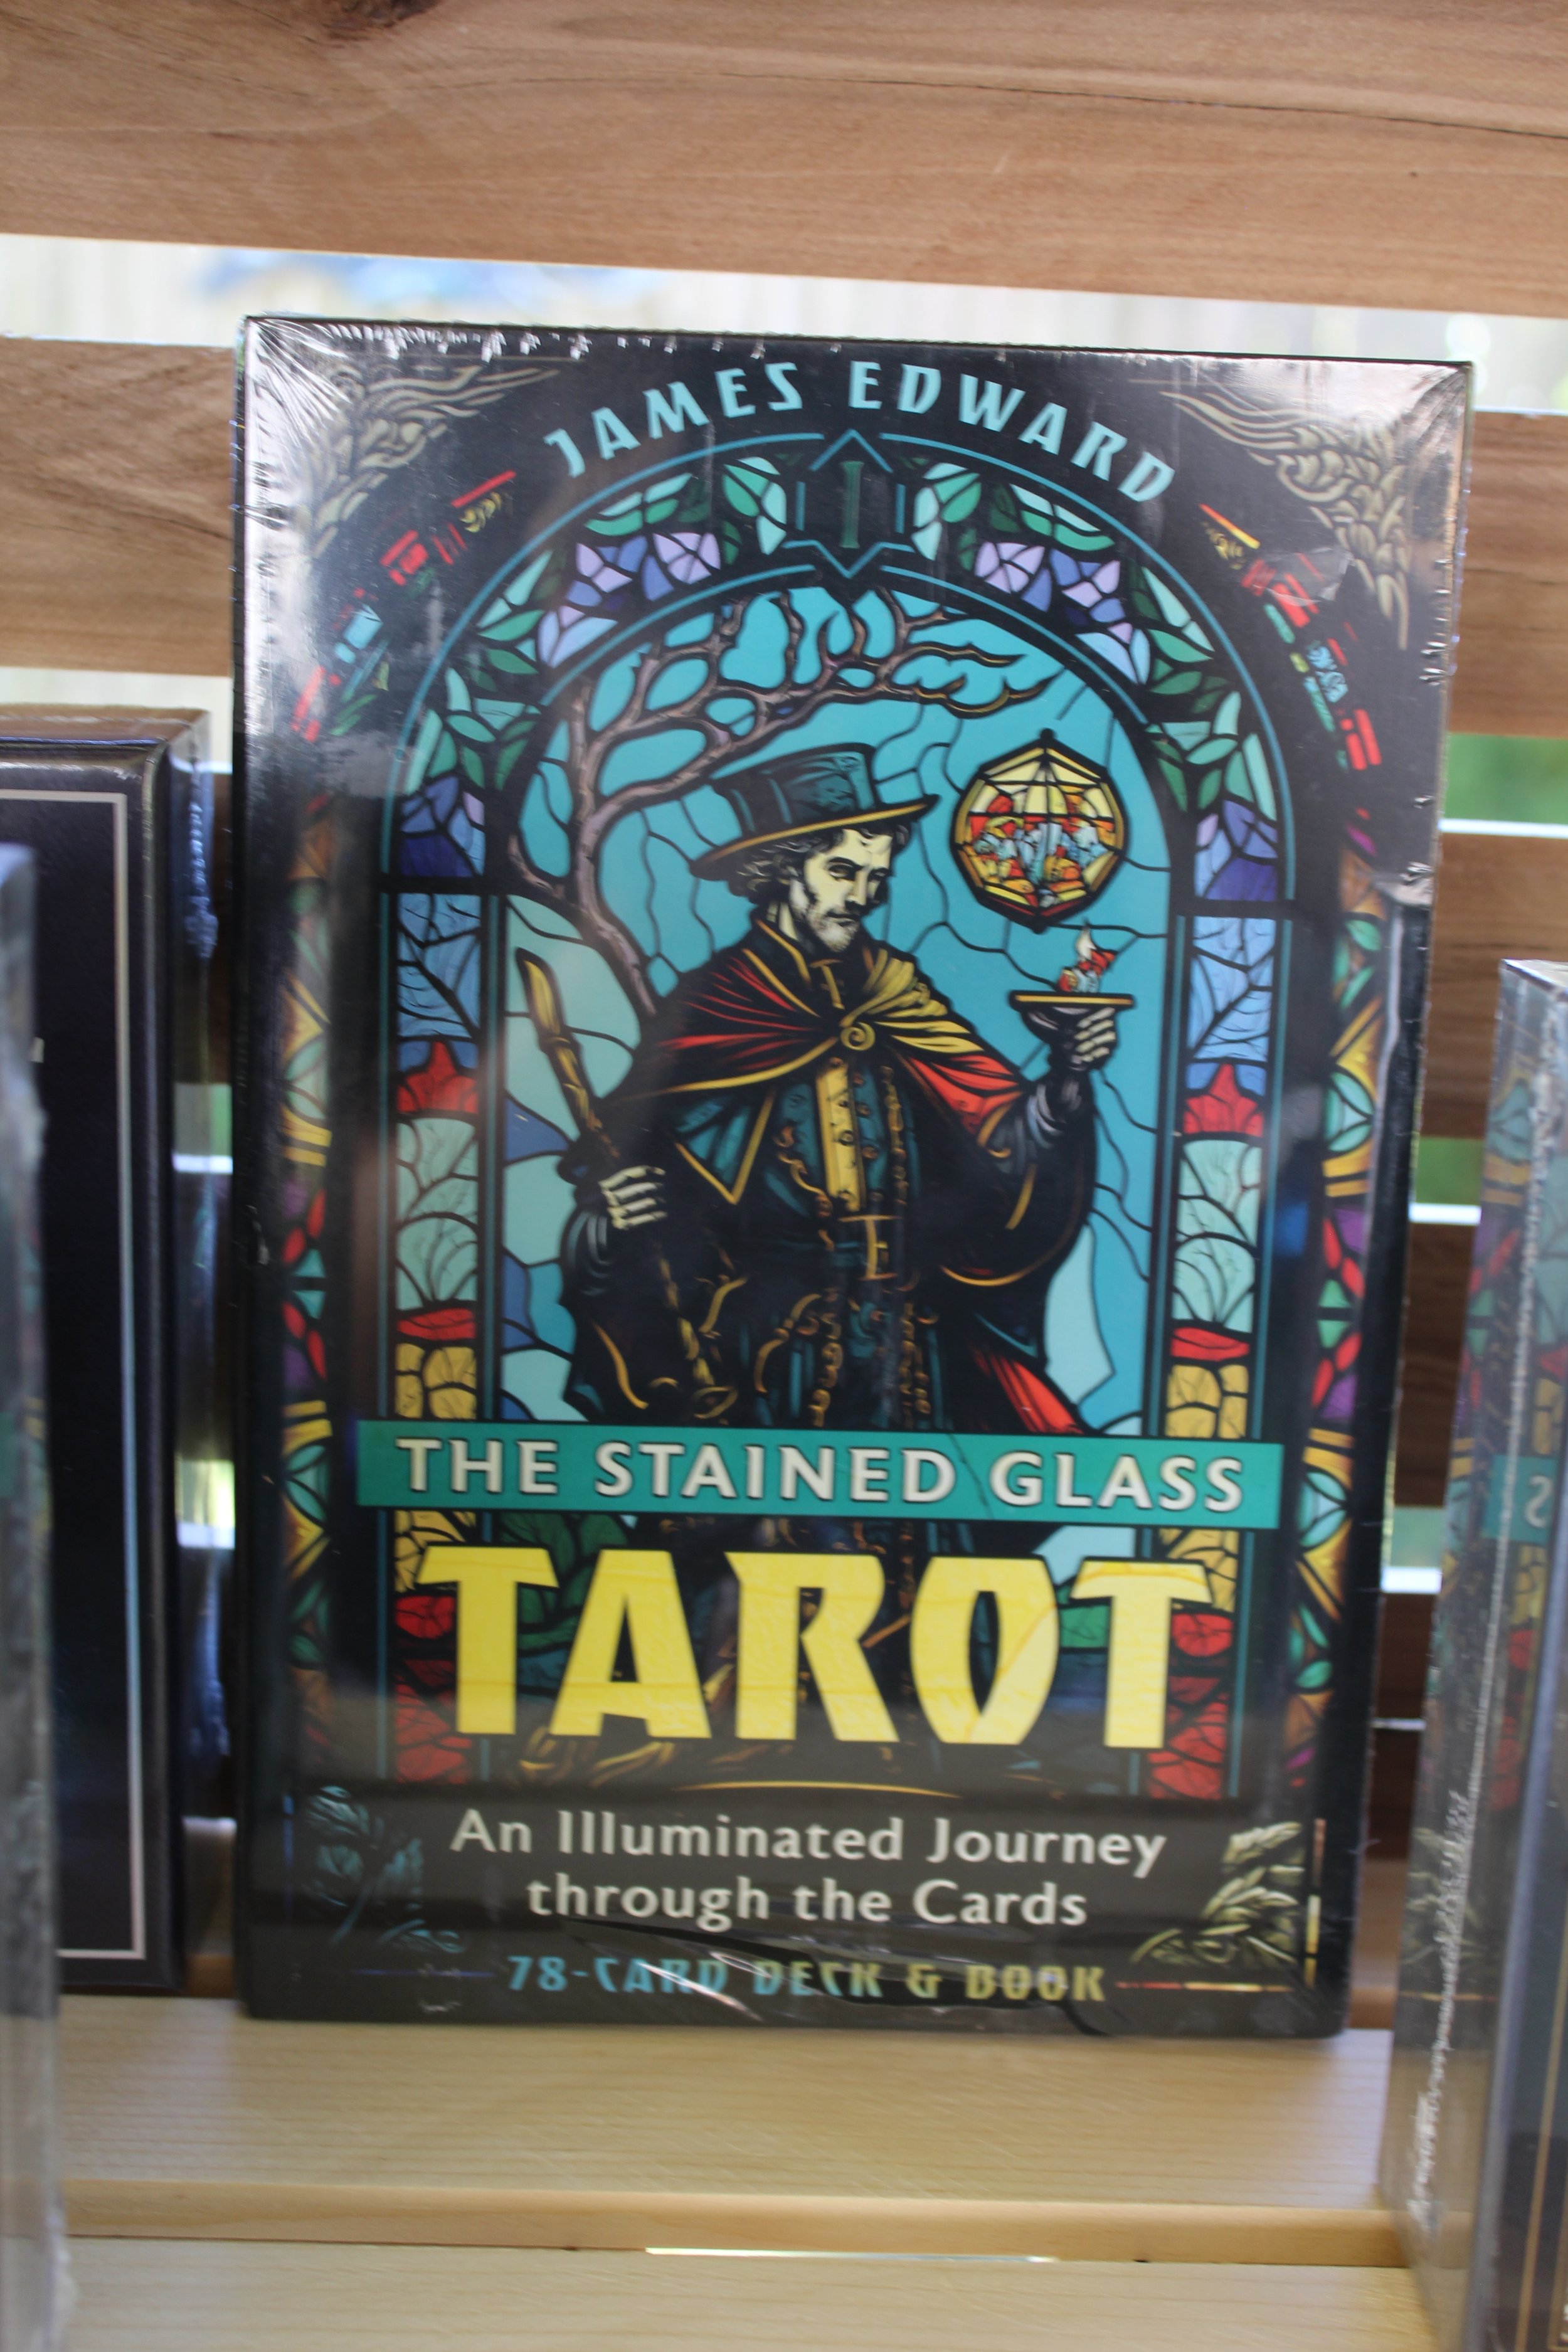 JAMES EDWARD
I
THE STAINED GLASS
TAROT
An Illuminated Journey
through the Cards
78-CARD DECK & BOOK